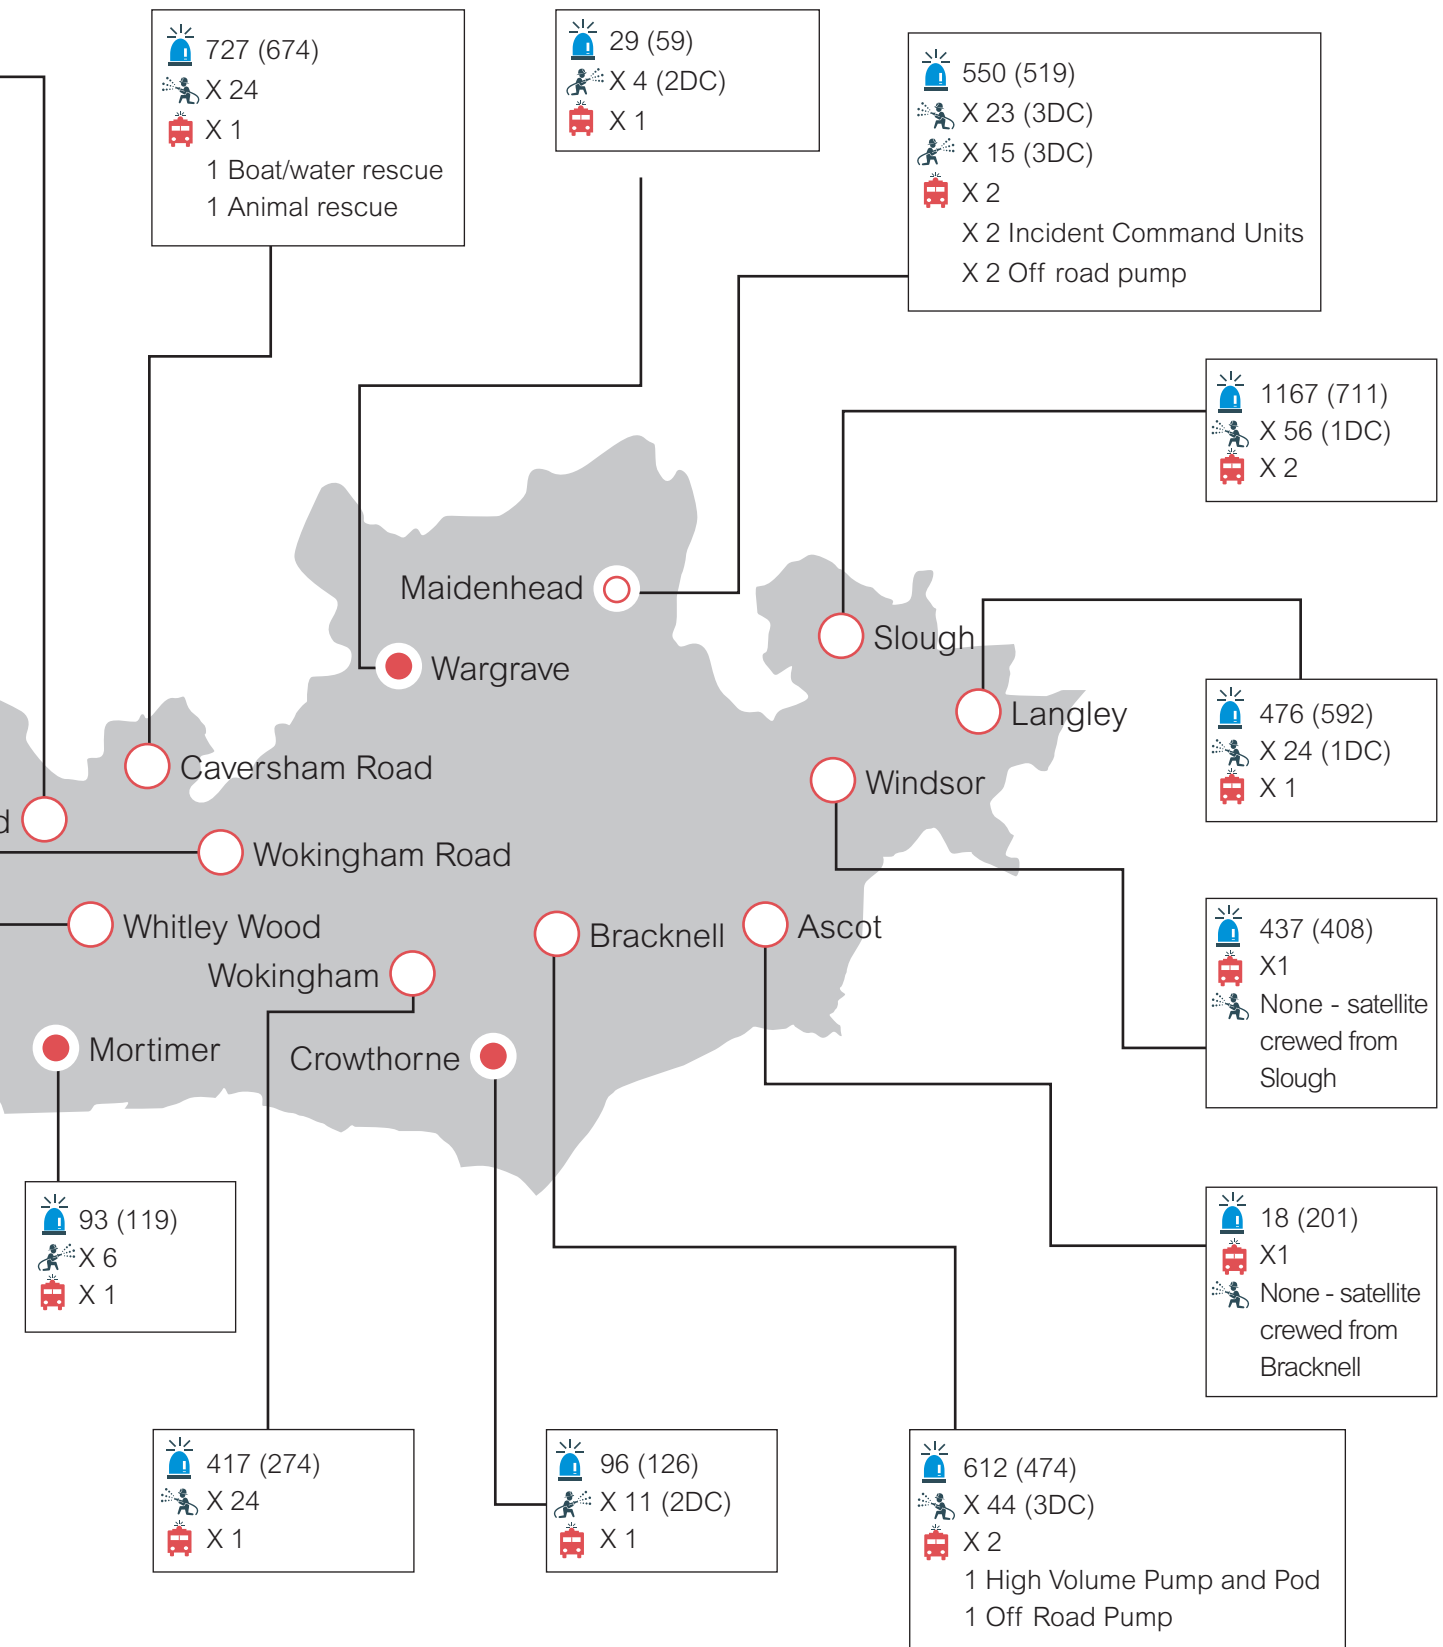 727 (674)
X 24
X 1
1 Boat/water rescue
1 Animal rescue
29 (59)
X 4 (2DC)
X 1
550 (519)
X 23 (3DC)
X 15 (3DC)
X 2
X 2 Incident Command Units
X 2 Off road pump
1167 (711)
X 56 (1DC)
X 2
Maidenhead
Slough
Wargrave
Langley
476 (592)
X 24 (1DC)
X 1
Caversham Road
Windsor
d
Wokingham Road
Whitley Wood
Bracknell
Ascot
Wokingham
437 (408)
X1
None - satellite
crewed from
Slough
Mortimer
Crowthorne
93 (119)
X 6
X 1
18 (201)
X1
None - satellite
crewed from
Bracknell
417 (274)
X 24
X 1
96 (126)
X 11 (2DC)
X 1
612 (474)
X 44 (3DC)
X 2
1 High Volume Pump and Pod
1 Off Road Pump